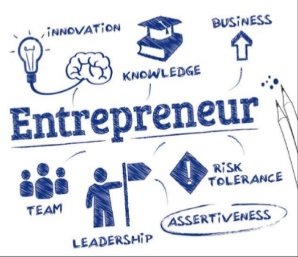 INNOVATION
BUSINESS
KNOWLEDGE
Entrepreneur
TEAM
LEADERSHIP
RISK
TOLERANCE
ASSERTIVENESS